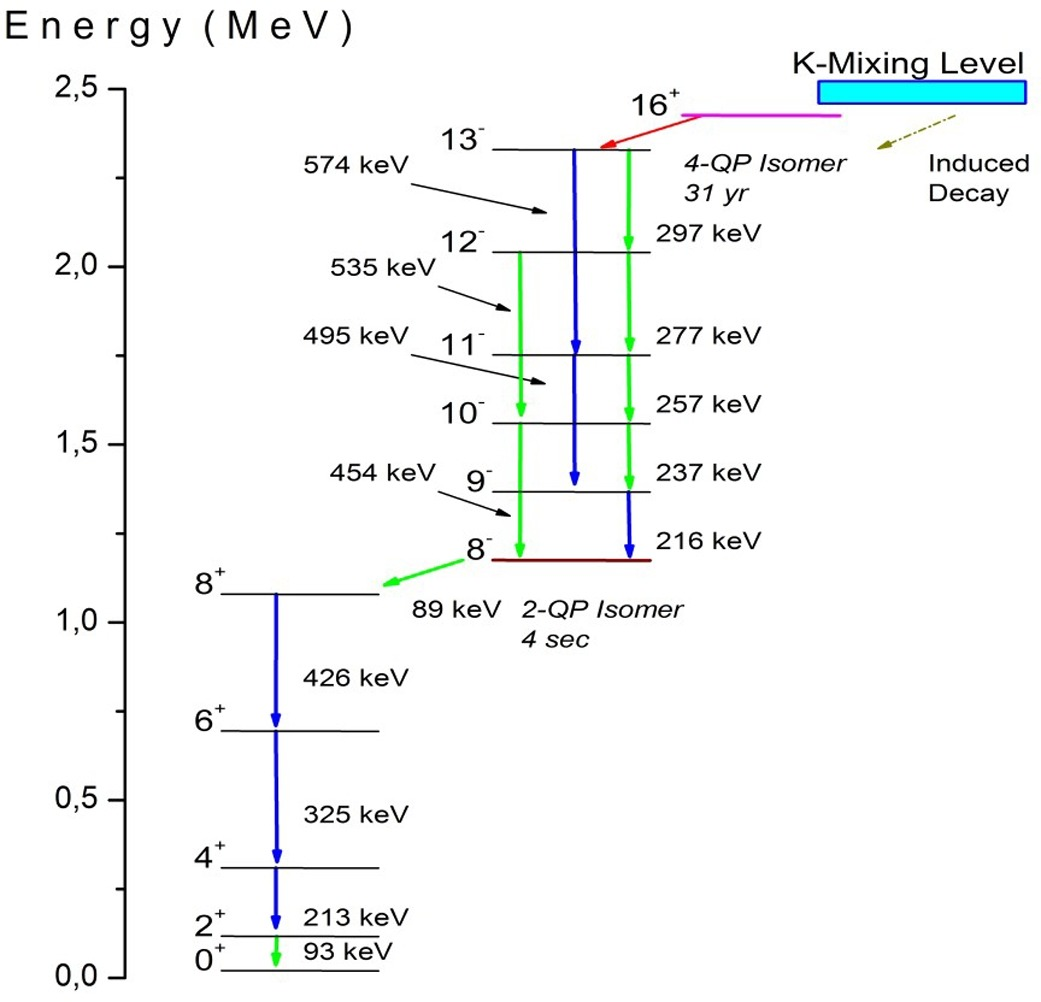 Energy (MeV)
K-Mixing Level
2,5
16⁺
13⁻
574 keV
4-QP Isomer
31 yr
Induced
Decay
297 keV
12⁻
2,0
535 keV
495 keV
277 keV
11⁻
257 keV
10⁻
1,5
454 keV
237 keV
9⁻
216 keV
8⁻
8⁺
89 keV
2-QP Isomer
4 sec
1,0
426 keV
6⁺
0,5
325 keV
4⁺
213 keV
2⁺
93 keV
0⁺
0,0